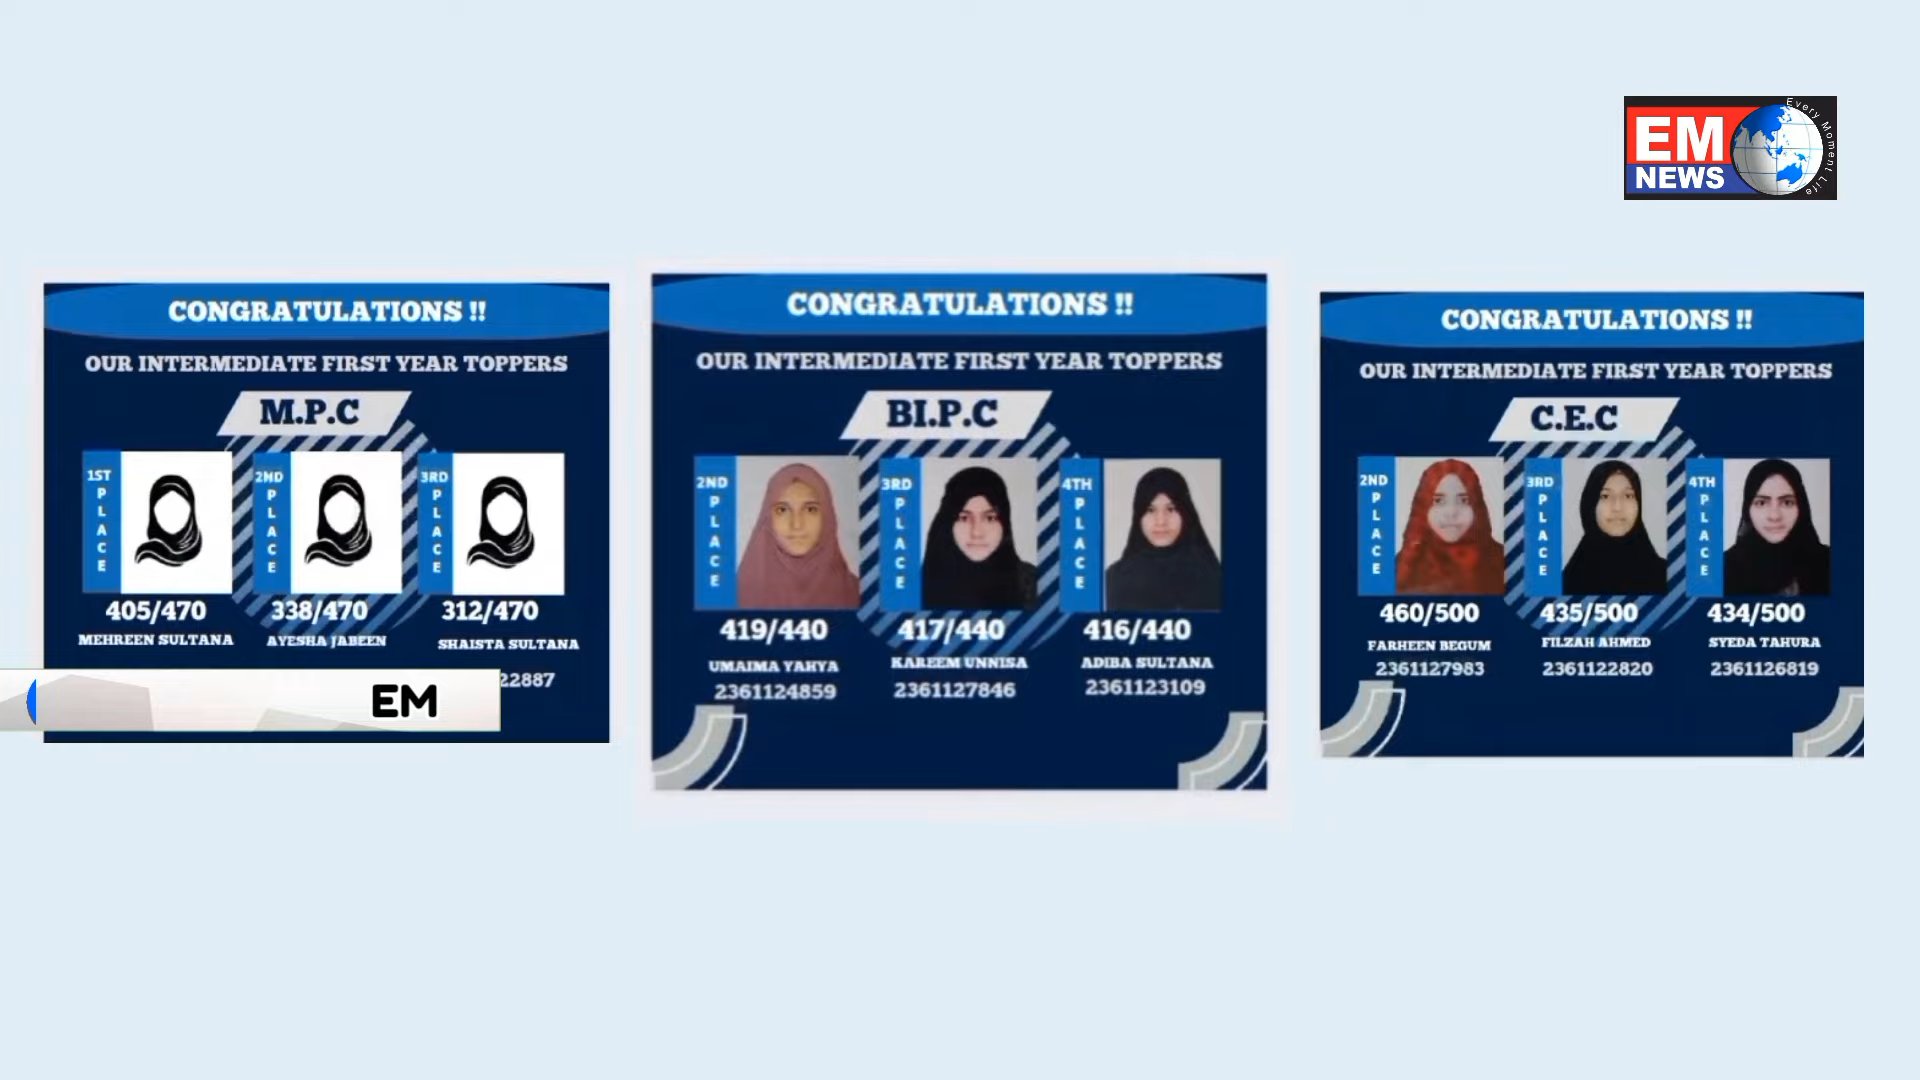 EM
NEWS
Every Moment Life
CONGRATULATIONS !!
OUR INTERMEDIATE FIRST YEAR TOPPERS
M.P.C
1ST PLACE
2ND PLACE
3RD PLACE
405/470
338/470
312/470
MEHREEN SULTANA
AYESHA JABEEN
SHAISTA SULTANA
22887
EM
CONGRATULATIONS !!
OUR INTERMEDIATE FIRST YEAR TOPPERS
BI.P.C
2ND PLACE
3RD PLACE
4TH PLACE
419/440
417/440
416/440
UMAIMA YAHYA
KAREEM UNNISA
ADIBA SULTANA
2361124859
2361127846
2361123109
CONGRATULATIONS !!
OUR INTERMEDIATE FIRST YEAR TOPPERS
C.E.C
2ND PLACE
3RD PLACE
4TH PLACE
460/500
435/500
434/500
FARHEEN BEGUM
FILZAH AHMED
SYEDA TAHURA
2361127983
2361122820
2361126819